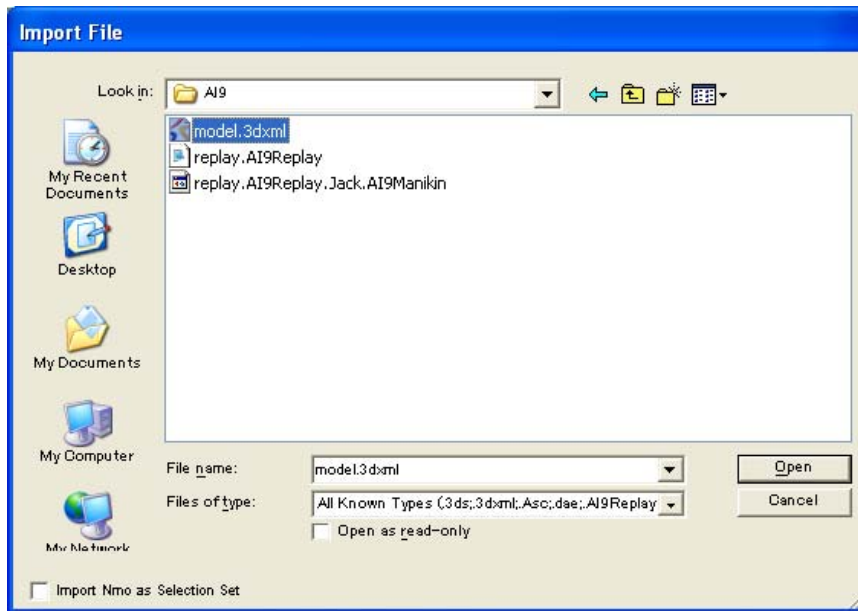 Import File
Look in: AI9
model.3dxml
replay.AI9Replay
replay.AI9Replay.Jack.AI9Manikin
My Recent
Documents
Desktop
My Documents
My Computer
My Network
File name: model.3dxml Open
Files of type: All Known Types (.3ds;.3dxml;.Asc;.dae;.AI9Replay Cancel
Open as read-only
Import Nmo as Selection Set